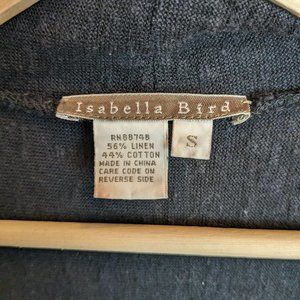 Isabella Bird
RN88748
56% LINEN
44% COTTON
MADE IN CHINA
CARE CODE ON
REVERSE SIDE
S